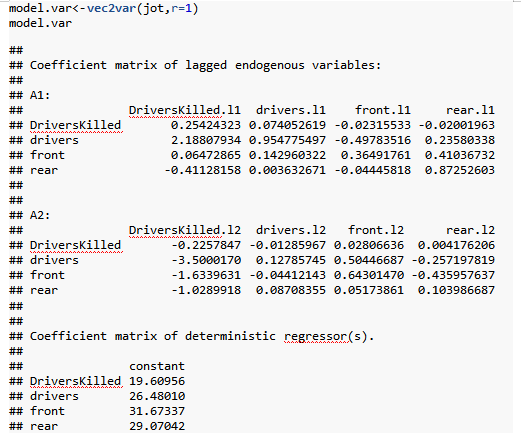 model.var<-vec2var(jot,r=1)
model.var
##
## Coefficient matrix of lagged endogenous variables:
##
## A1:
## DriversKilled.l1 drivers.l1 front.l1 rear.l1
## DriversKilled 0.25424323 0.074052619 -0.02315533 -0.02001963
## drivers 2.18807934 0.954775497 -0.49783516 0.23580338
## front 0.06472865 0.142960322 0.36491761 0.41036732
## rear -0.41128158 0.003632671 -0.04445818 0.87252603
##
##
## A2:
## DriversKilled.l2 drivers.l2 front.l2 rear.l2
## DriversKilled -0.2257847 -0.01285967 0.02806636 0.004176206
## drivers -3.5000170 0.12785745 0.50446687 -0.257197819
## front -1.6339631 -0.04412143 0.64301470 -0.435957637
## rear -1.0289918 0.08708355 0.05173861 0.103986687
##
##
## Coefficient matrix of deterministic regressor(s).
##
## constant
## DriversKilled 19.60956
## drivers 26.48010
## front 31.67337
## rear 29.07042